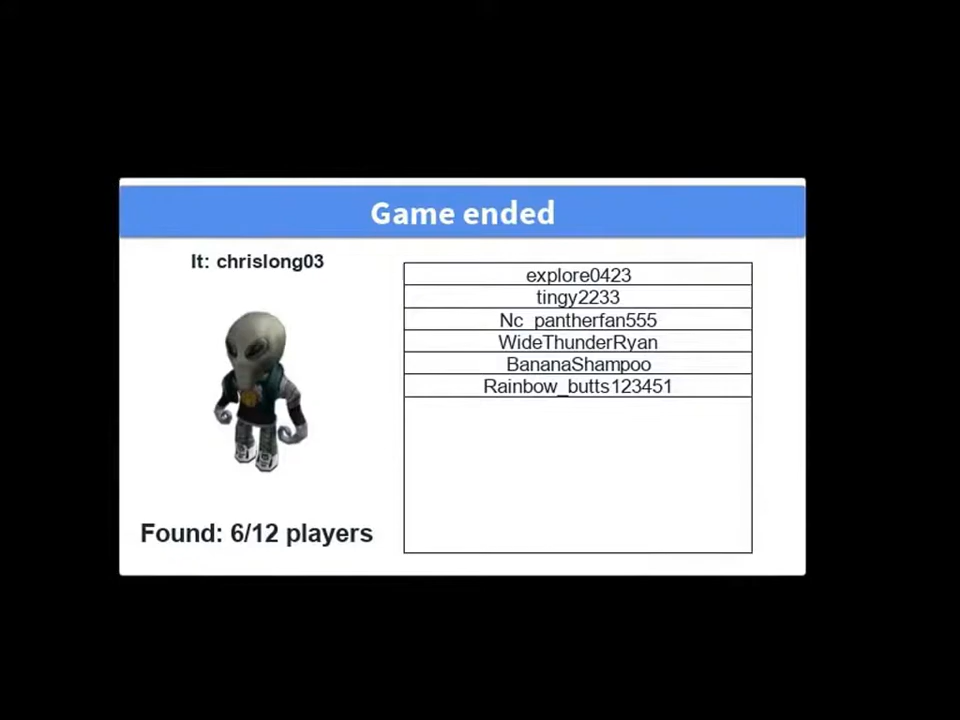 Game ended
It: chrislong03
Found: 6/12 players
explore0423
tingy2233
Nc_pantherfan555
WideThunderRyan
BananaShampoo
Rainbow_butts123451